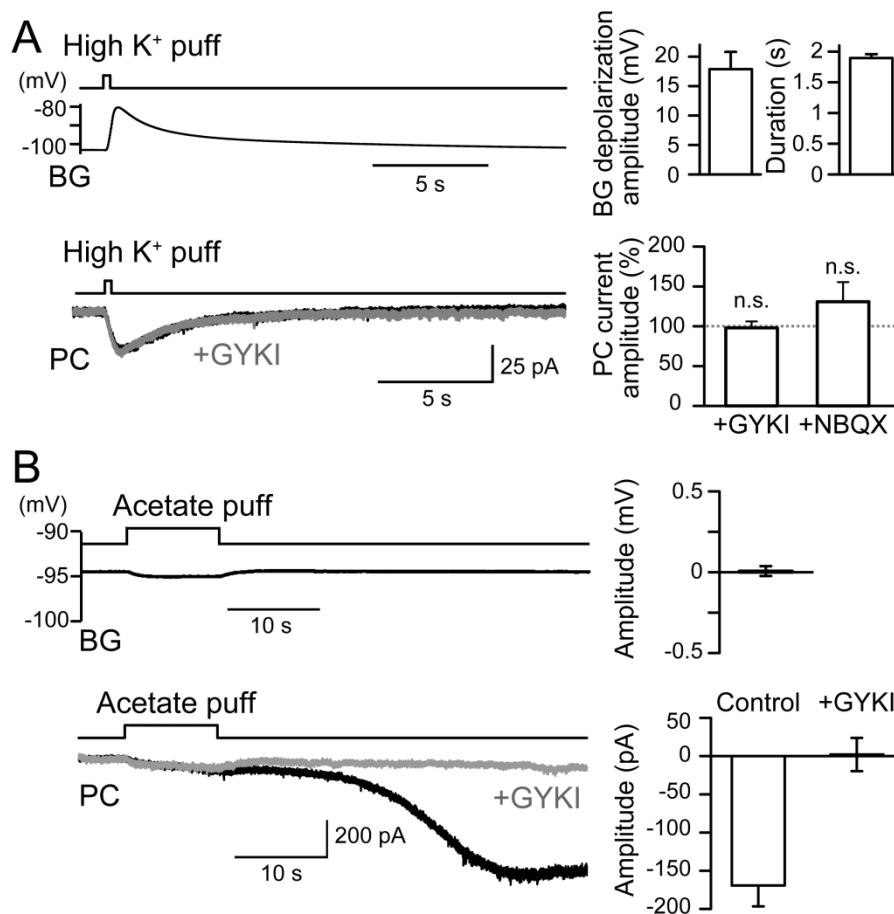 A
High K+ puff
(mV)
-80
-100
BG
5 s
BG depolarization
amplitude (mV)
20
15
10
5
0
Duration (s)
2
1.5
1
0.5
0
High K+ puff
PC
+GYKI
25 pA
5 s
PC current
amplitude (%)
200
150
100
50
0
n.s.
n.s.
+GYKI +NBQX
B
(mV)
Acetate puff
-90
-95
-100
10 s
BG
Amplitude (mV)
0.5
0
-0.5
Acetate puff
PC
+GYKI
200 pA
10 s
Control +GYKI
Amplitude (pA)
50
0
-50
-100
-150
-200